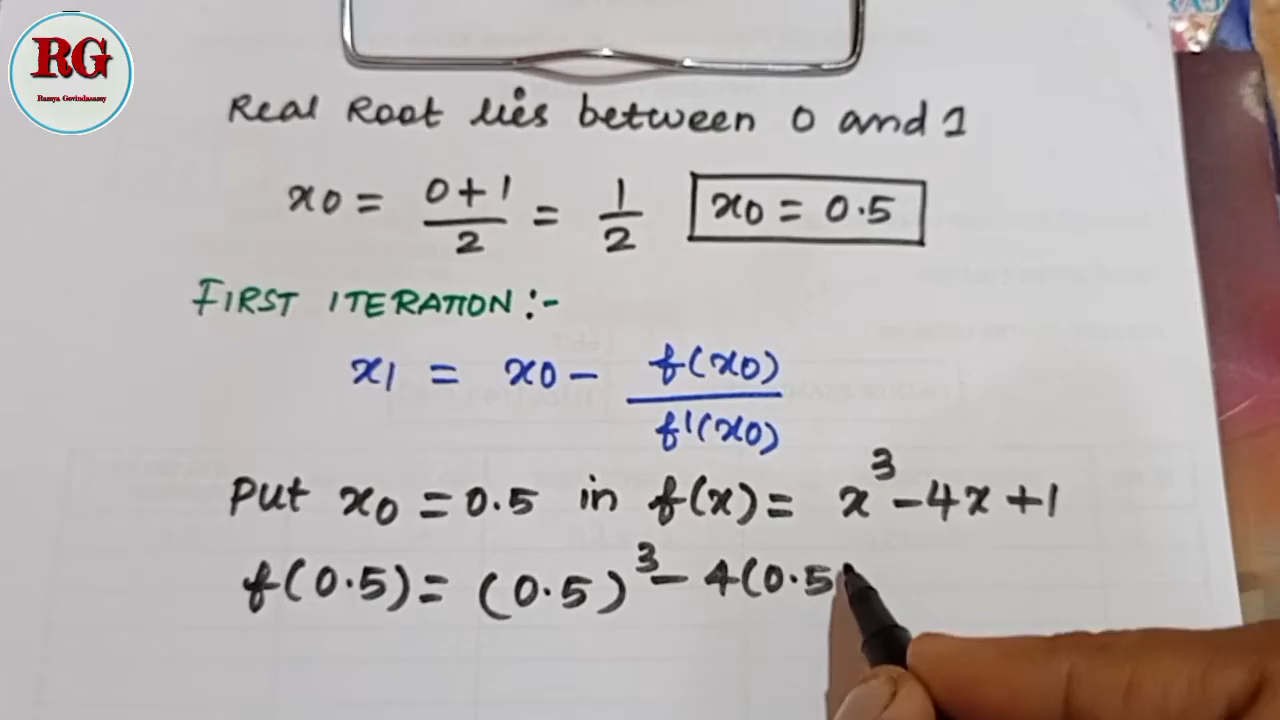 RG
Ramya Govindasamy
Real Root lies between 0 and 1
x0 = 0+1/2 = 1/2 x0 = 0.5
FIRST ITERATION :-
x1 = x0 - f(x0)/f'(x0)
Put x0 = 0.5 in f(x) = x³-4x+1
f(0.5) = (0.5)³ - 4(0.5